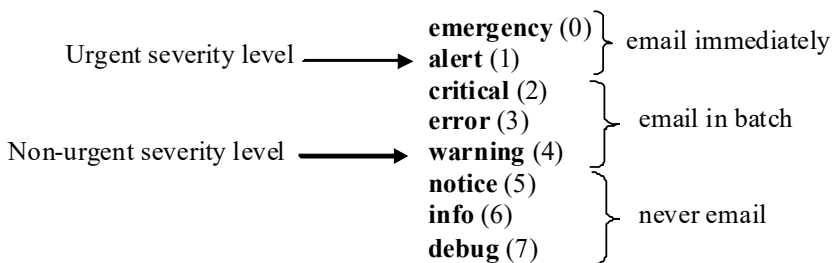 emergency (0)
email immediately
Urgent severity level
alert (1)
critical (2)
error (3)
email in batch
Non-urgent severity level
warning (4)
notice (5)
info (6)
never email
debug (7)